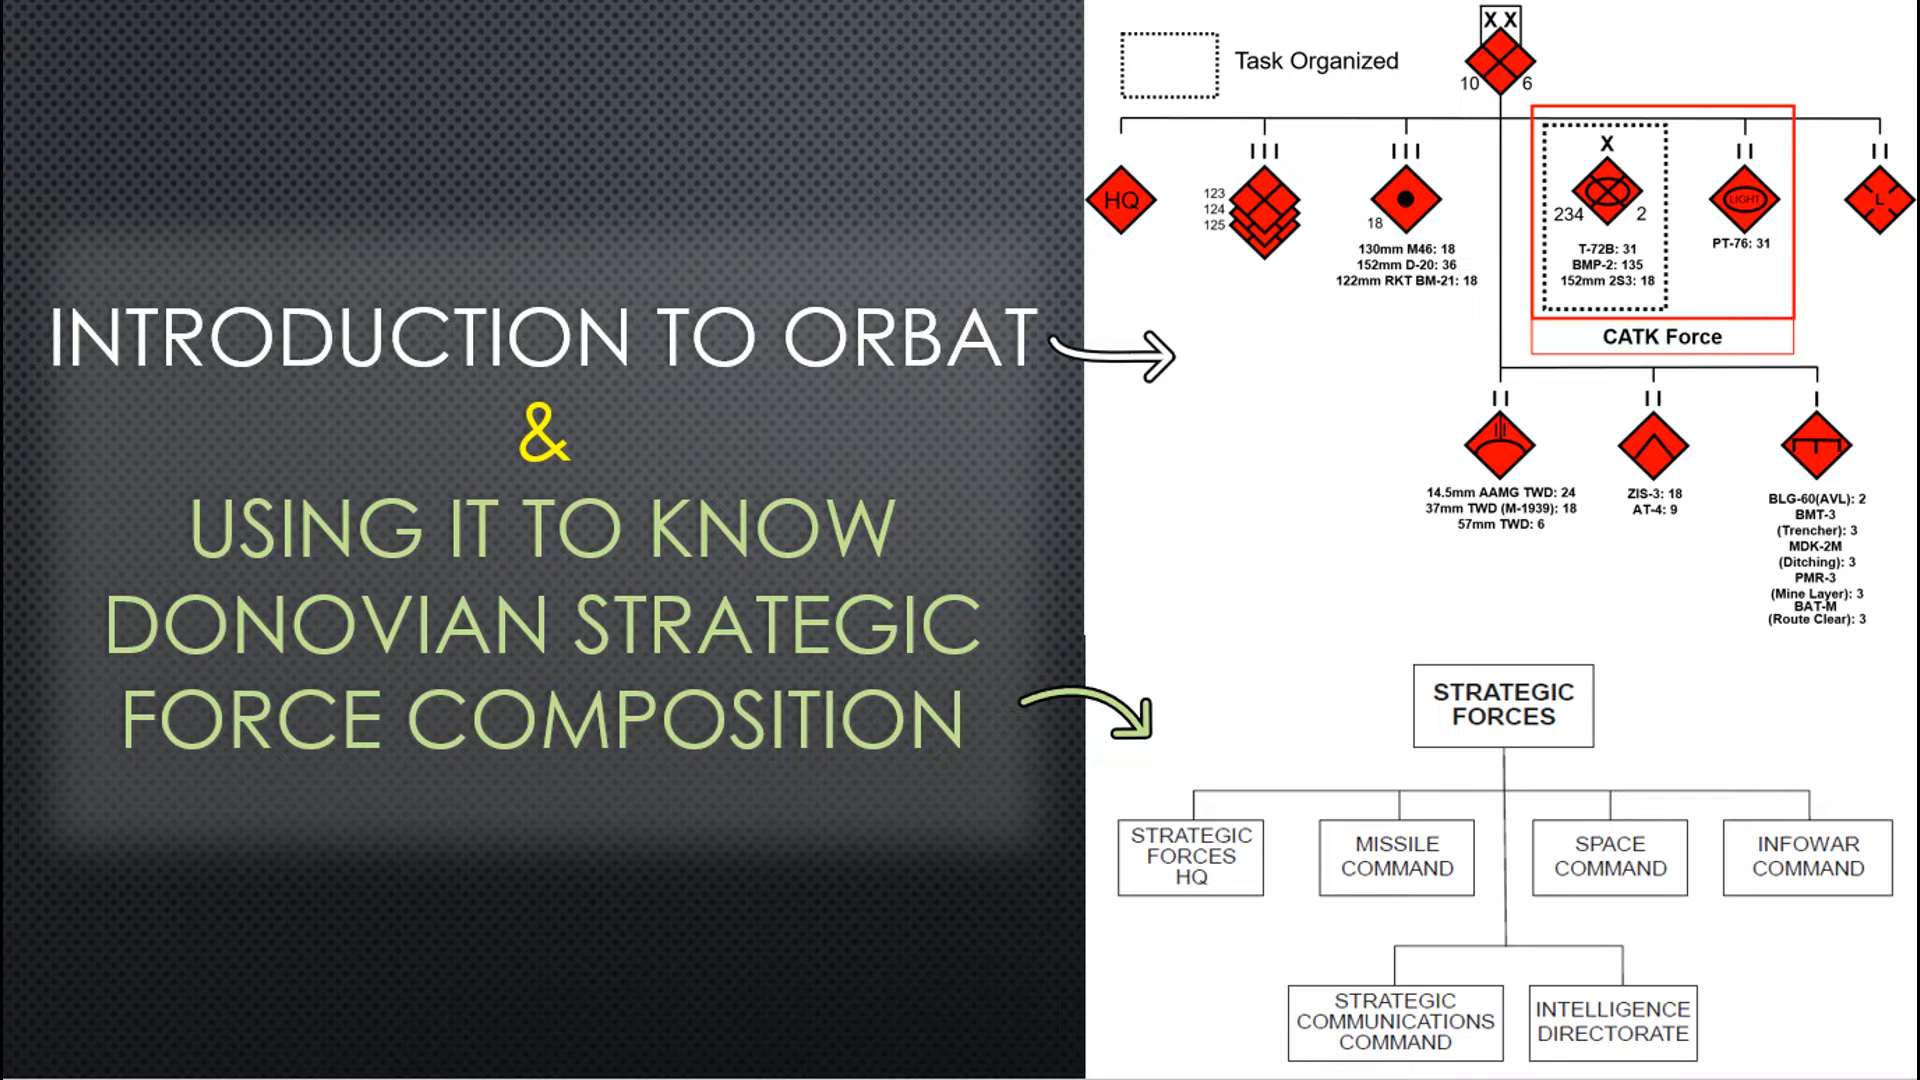 INTRODUCTION TO ORBAT
&
USING IT TO KNOW
DONOVIAN STRATEGIC
FORCE COMPOSITION
Task Organized
X X
10 6
HQ
III
123
124
125
III
18
130mm M46: 18
152mm D-20: 36
122mm RKT BM-21: 18
X
234 2
T-72B: 31
BMP-2: 135
152mm 2S3: 18
II
LIGHT
PT-76: 31
II
L
CATK Force
II
14.5mm AAMG TWD: 24
37mm TWD (M-1939): 18
57mm TWD: 6
II
ZIS-3: 18
AT-4: 9
I
BLG-60(AVL): 2
BMT-3
(Trencher): 3
MDK-2M
(Ditching): 3
PMR-3
(Mine Layer): 3
BAT-M
(Route Clear): 3
STRATEGIC
FORCES
STRATEGIC
FORCES
HQ
MISSILE
COMMAND
SPACE
COMMAND
INFOWAR
COMMAND
STRATEGIC
COMMUNICATIONS
COMMAND
INTELLIGENCE
DIRECTORATE